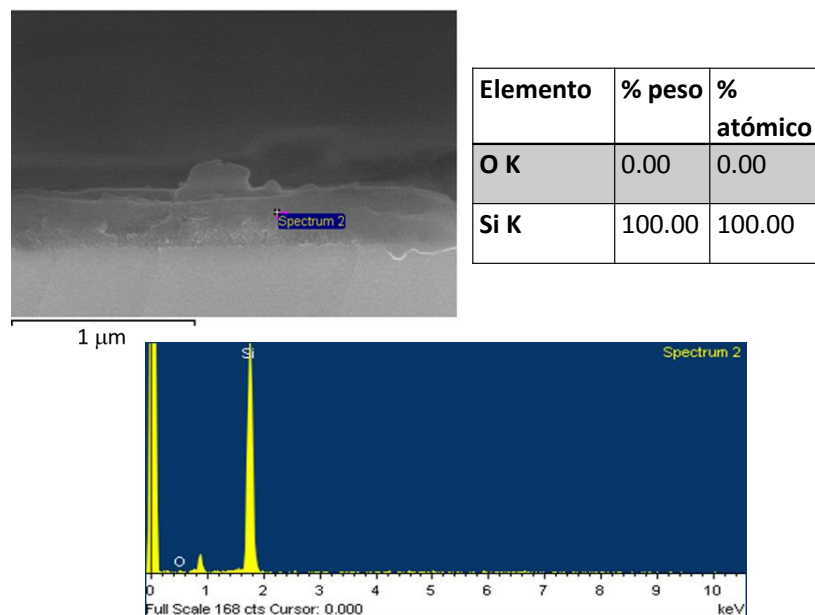 Elemento % peso % atómico
O K 0.00 0.00
Si K 100.00 100.00
Spectrum 2
1 μm
Si
Spectrum 2
O
0 1 2 3 4 5 6 7 8 9 10
Full Scale 168 cts Cursor: 0.000 keV